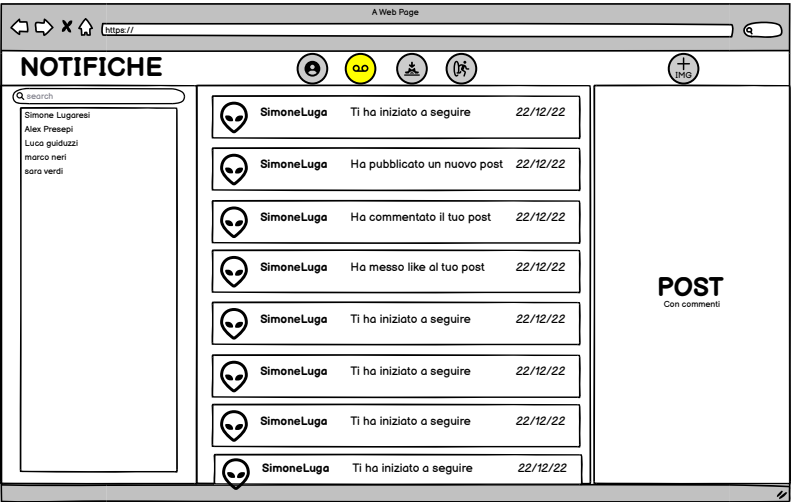 A Web Page
https://
NOTIFICHE
IMG
search
Simone Lugaresi
Alex Presepi
Luca guiduzzi
marco neri
sara verdi
SimoneLuga Ti ha iniziato a seguire 22/12/22
SimoneLuga Ha pubblicato un nuovo post 22/12/22
SimoneLuga Ha commentato il tuo post 22/12/22
SimoneLuga Ha messo like al tuo post 22/12/22
SimoneLuga Ti ha iniziato a seguire 22/12/22
SimoneLuga Ti ha iniziato a seguire 22/12/22
SimoneLuga Ti ha iniziato a seguire 22/12/22
SimoneLuga Ti ha iniziato a seguire 22/12/22
POST
Con commenti